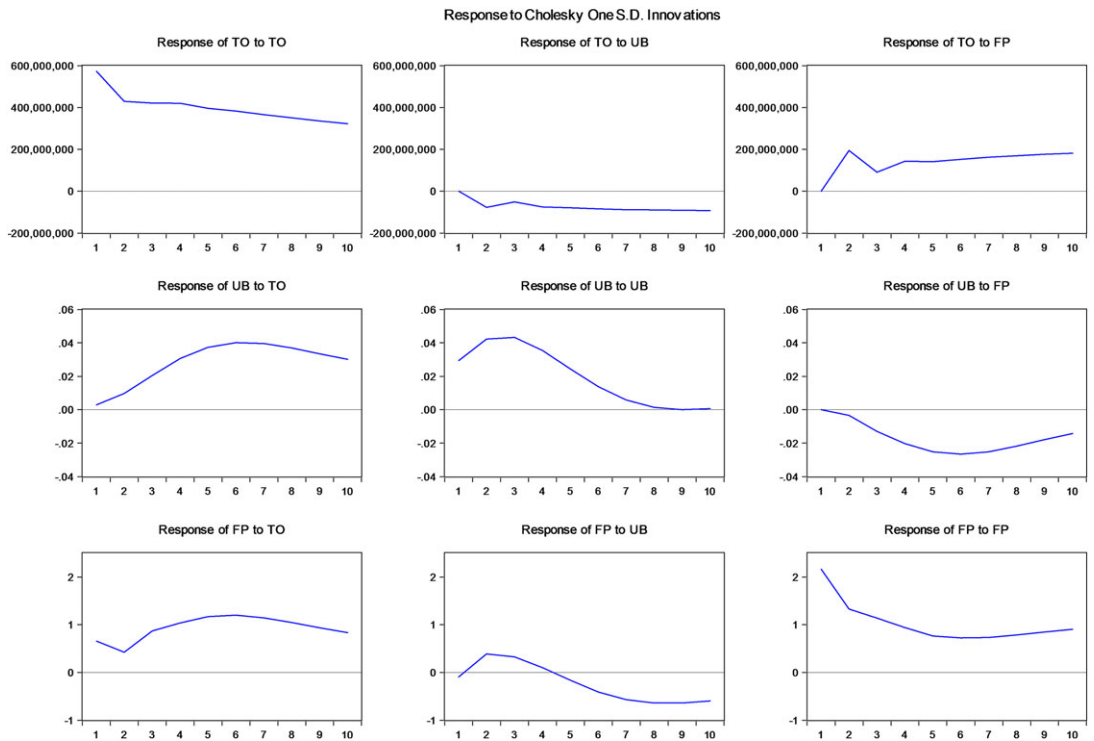 Response to Cholesky One S.D. Innovations
Response of TO to TO
600,000,000
400,000,000
200,000,000
0
-200,000,000
1 2 3 4 5 6 7 8 9 10
Response of TO to UB
600,000,000
400,000,000
200,000,000
0
-200,000,000
1 2 3 4 5 6 7 8 9 10
Response of TO to FP
600,000,000
400,000,000
200,000,000
0
-200,000,000
1 2 3 4 5 6 7 8 9 10
Response of UB to TO
.06
.04
.02
.00
-.02
-.04
1 2 3 4 5 6 7 8 9 10
Response of UB to UB
.06
.04
.02
.00
-.02
-.04
1 2 3 4 5 6 7 8 9 10
Response of UB to FP
.06
.04
.02
.00
-.02
-.04
1 2 3 4 5 6 7 8 9 10
Response of FP to TO
2
1
0
-1
1 2 3 4 5 6 7 8 9 10
Response of FP to UB
2
1
0
-1
1 2 3 4 5 6 7 8 9 10
Response of FP to FP
2
1
0
-1
1 2 3 4 5 6 7 8 9 10